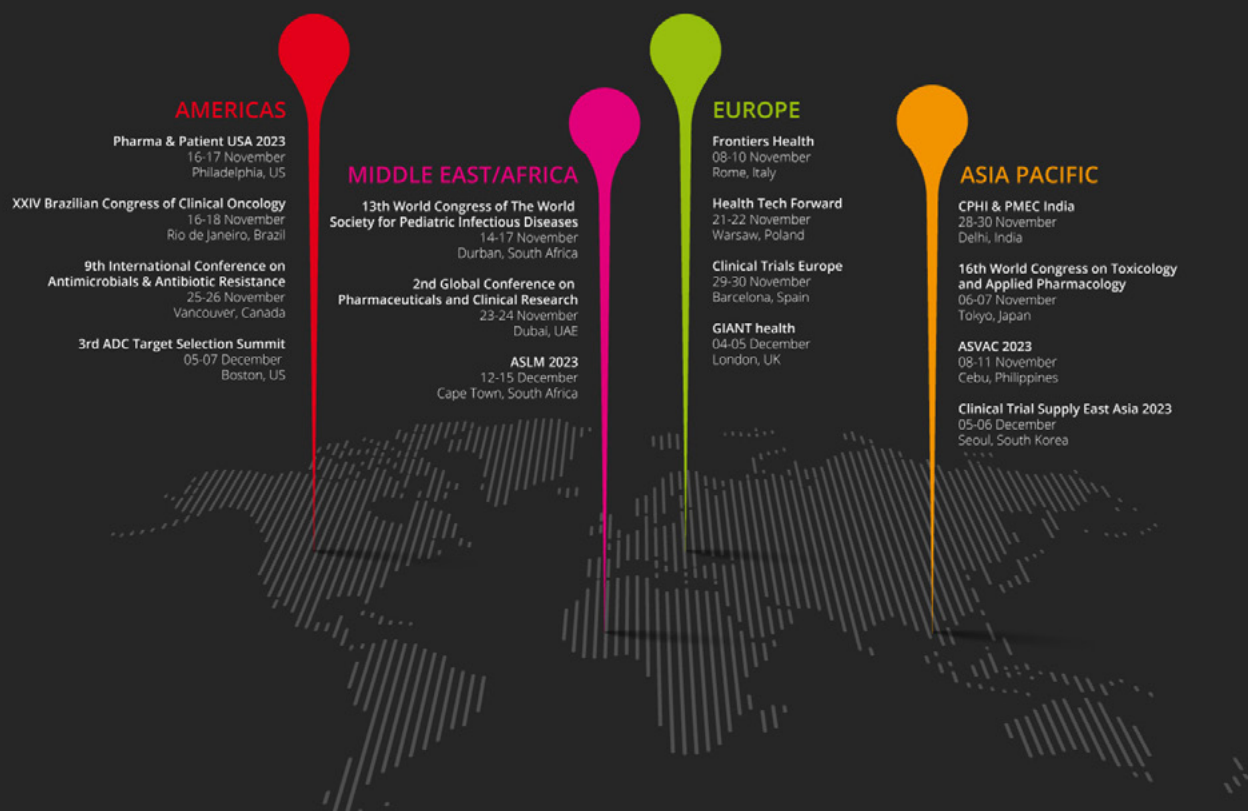 AMERICAS
Pharma & Patient USA 2023
16-17 November
Philadelphia, US
XXIV Brazilian Congress of Clinical Oncology
16-18 November
Rio de Janeiro, Brazil
9th International Conference on
Antimicrobials & Antibiotic Resistance
25-26 November
Vancouver, Canada
3rd ADC Target Selection Summit
05-07 December
Boston, US
MIDDLE EAST/AFRICA
13th World Congress of The World
Society for Pediatric Infectious Diseases
14-17 November
Durban, South Africa
2nd Global Conference on
Pharmaceuticals and Clinical Research
23-24 November
Dubai, UAE
ASLM 2023
12-15 December
Cape Town, South Africa
EUROPE
Frontiers Health
08-10 November
Rome, Italy
Health Tech Forward
21-22 November
Warsaw, Poland
Clinical Trials Europe
29-30 November
Barcelona, Spain
GIANT health
04-05 December
London, UK
ASIA PACIFIC
CPHI & PMEC India
28-30 November
Delhi, India
16th World Congress on Toxicology
and Applied Pharmacology
06-07 November
Tokyo, Japan
ASVAC 2023
08-11 November
Cebu, Philippines
Clinical Trial Supply East Asia 2023
05-06 December
Seoul, South Korea